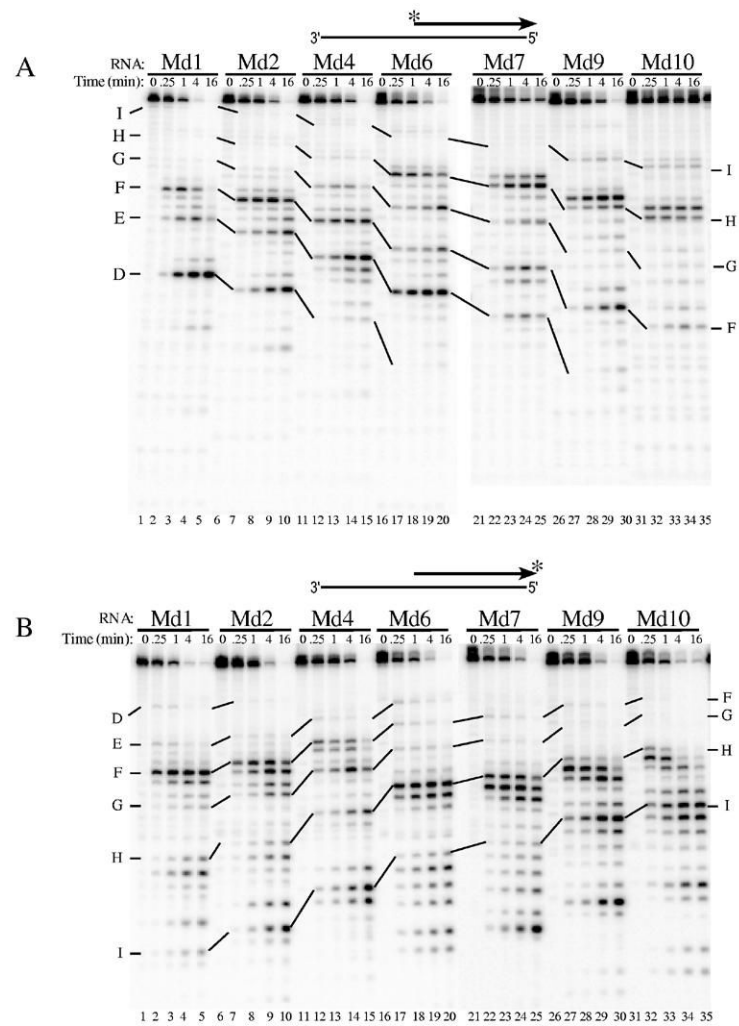 *
3' 5'
A
RNA: Md1 Md2 Md4 Md6 Md7 Md9 Md10
Time (min): 0 .25 1 4 16 0 .25 1 4 16 0 .25 1 4 16 0 .25 1 4 16 0 .25 1 4 16 0 .25 1 4 16 0 .25 1 4 16
I
H
G
F
E
D
I
H
G
F
1 2 3 4 5 6 7 8 9 10 11 12 13 14 15 16 17 18 19 20 21 22 23 24 25 26 27 28 29 30 31 32 33 34 35
*
3' 5'
B
RNA: Md1 Md2 Md4 Md6 Md7 Md9 Md10
Time (min): 0 .25 1 4 16 0 .25 1 4 16 0 .25 1 4 16 0 .25 1 4 16 0 .25 1 4 16 0 .25 1 4 16 0 .25 1 4 16
D
E
F
G
H
I
F
G
H
I
1 2 3 4 5 6 7 8 9 10 11 12 13 14 15 16 17 18 19 20 21 22 23 24 25 26 27 28 29 30 31 32 33 34 35